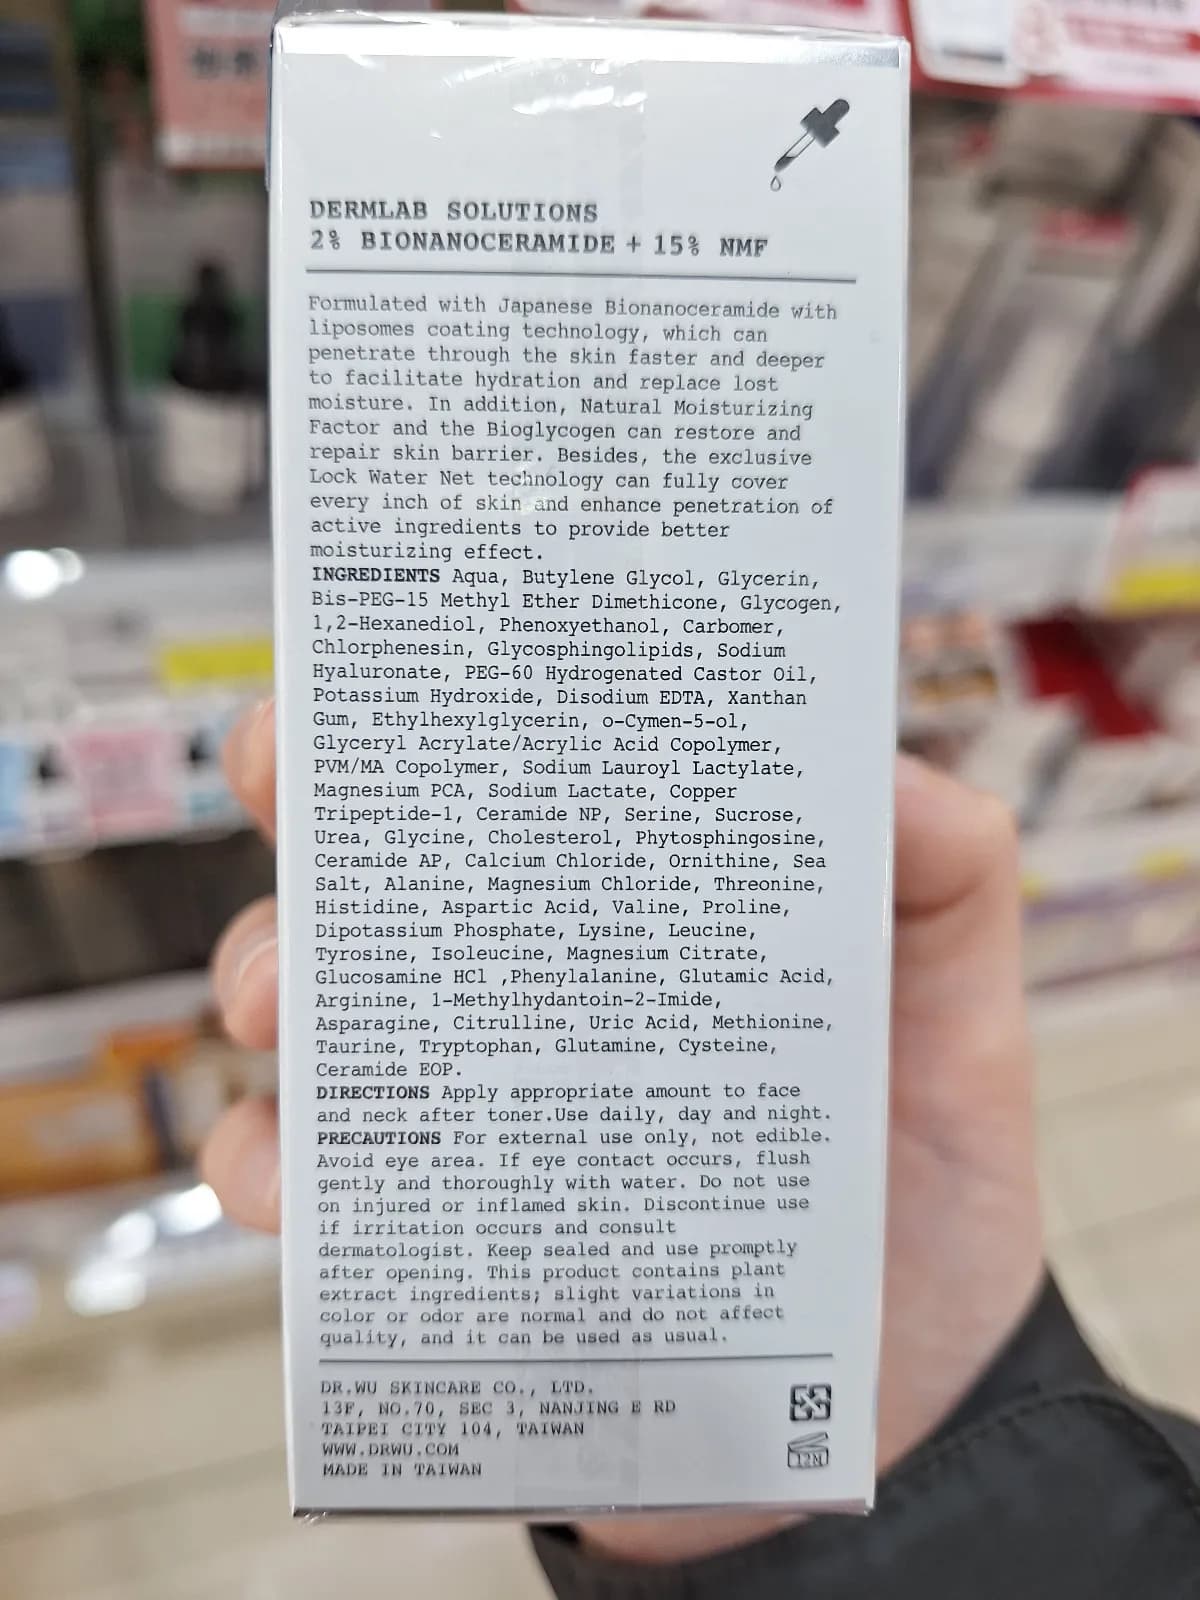 DERMLAB SOLUTIONS
2% BIONANOCERAMIDE + 15% NMF
Formulated with Japanese Bionanoceramide with
liposomes coating technology, which can
penetrate through the skin faster and deeper
to facilitate hydration and replace lost
moisture. In addition, Natural Moisturizing
Factor and the Bioglycogen can restore and
repair skin barrier. Besides, the exclusive
Lock Water Net technology can fully cover
every inch of skin and enhance penetration of
active ingredients to provide better
moisturizing effect.
INGREDIENTS Aqua, Butylene Glycol, Glycerin,
Bis-PEG-15 Methyl Ether Dimethicone, Glycogen,
1,2-Hexanediol, Phenoxyethanol, Carbomer,
Chlorphenesin, Glycosphingolipids, Sodium
Hyaluronate, PEG-60 Hydrogenated Castor Oil,
Potassium Hydroxide, Disodium EDTA, Xanthan
Gum, Ethylhexylglycerin, o-Cymen-5-ol,
Glyceryl Acrylate/Acrylic Acid Copolymer,
PVM/MA Copolymer, Sodium Lauroyl Lactylate,
Magnesium PCA, Sodium Lactate, Copper
Tripeptide-1, Ceramide NP, Serine, Sucrose,
Urea, Glycine, Cholesterol, Phytosphingosine,
Ceramide AP, Calcium Chloride, Ornithine, Sea
Salt, Alanine, Magnesium Chloride, Threonine,
Histidine, Aspartic Acid, Valine, Proline,
Dipotassium Phosphate, Lysine, Leucine,
Tyrosine, Isoleucine, Magnesium Citrate,
Glucosamine HCl ,Phenylalanine, Glutamic Acid,
Arginine, 1-Methylhydantoin-2-Imide,
Asparagine, Citrulline, Uric Acid, Methionine,
Taurine, Tryptophan, Glutamine, Cysteine,
Ceramide EOP.
DIRECTIONS Apply appropriate amount to face
and neck after toner.Use daily, day and night.
PRECAUTIONS For external use only, not edible.
Avoid eye area. If eye contact occurs, flush
gently and thoroughly with water. Do not use
on injured or inflamed skin. Discontinue use
if irritation occurs and consult
dermatologist. Keep sealed and use promptly
after opening. This product contains plant
extract ingredients; slight variations in
color or odor are normal and do not affect
quality, and it can be used as usual.
DR.WU SKINCARE CO., LTD.
13F, NO.70, SEC 3, NANJING E RD
TAIPEI CITY 104, TAIWAN
WWW.DRWU.COM
MADE IN TAIWAN
12M